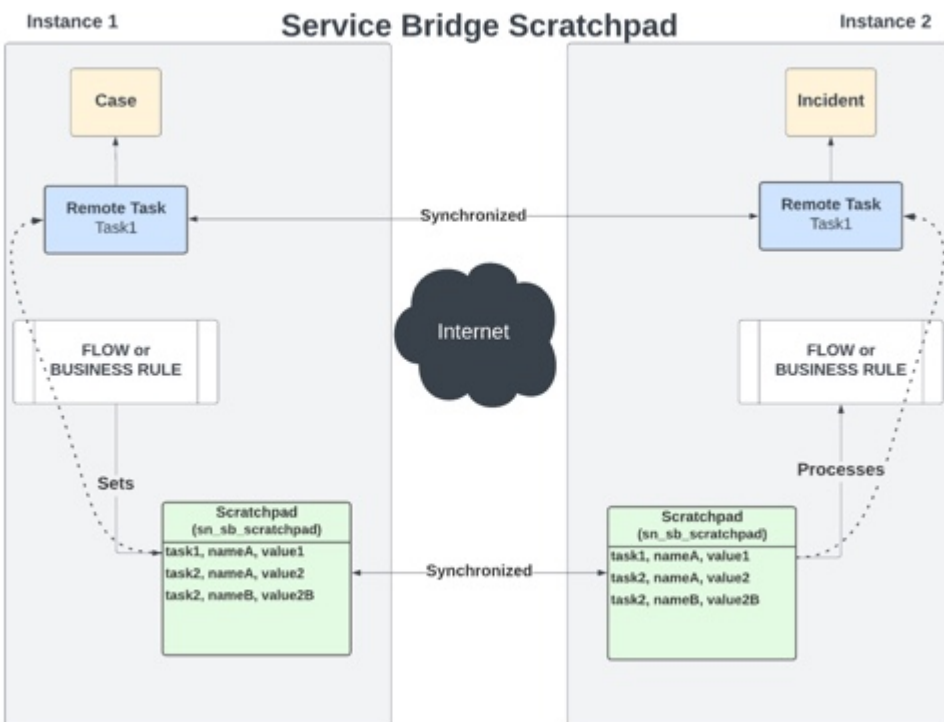 Instance 1
Service Bridge Scratchpad
Instance 2
Case
Incident
Remote Task
Task1
Synchronized
Remote Task
Task1
Internet
FLOW or
BUSINESS RULE
FLOW or
BUSINESS RULE
Sets
Processes
Scratchpad
(sn_sb_scratchpad)
task1, nameA, value1
task2, nameA, value2
task2, nameB, value2B
Synchronized
Scratchpad
(sn_sb_scratchpad)
task1, nameA, value1
task2, nameA, value2
task2, nameB, value2B